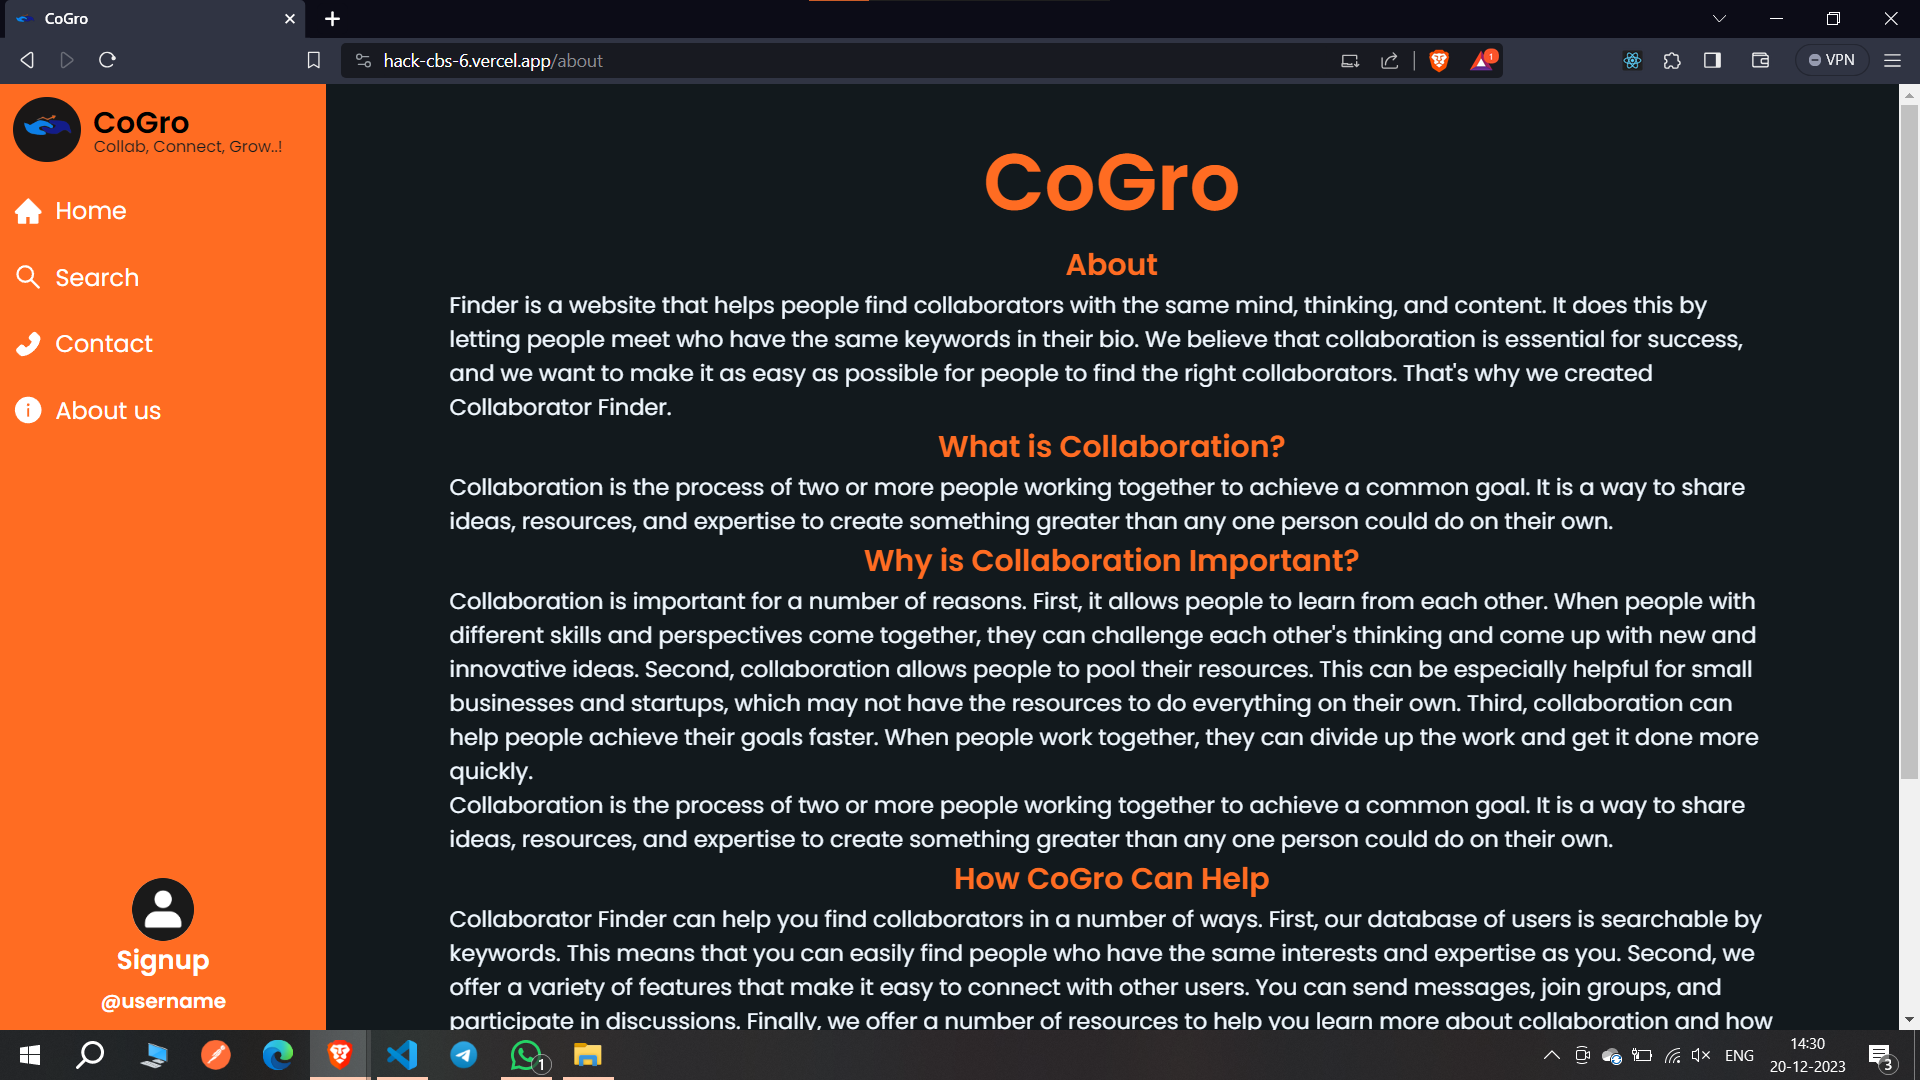 CoGro
hack-cbs-6.vercel.app/about
1
VPN
CoGro
Collab, Connect, Grow..!
Home
Search
Contact
About us
Signup
@username
CoGro
About
Finder is a website that helps people find collaborators with the same mind, thinking, and content. It does this by
letting people meet who have the same keywords in their bio. We believe that collaboration is essential for success,
and we want to make it as easy as possible for people to find the right collaborators. That's why we created
Collaborator Finder.
What is Collaboration?
Collaboration is the process of two or more people working together to achieve a common goal. It is a way to share
ideas, resources, and expertise to create something greater than any one person could do on their own.
Why is Collaboration Important?
Collaboration is important for a number of reasons. First, it allows people to learn from each other. When people with
different skills and perspectives come together, they can challenge each other's thinking and come up with new and
innovative ideas. Second, collaboration allows people to pool their resources. This can be especially helpful for small
businesses and startups, which may not have the resources to do everything on their own. Third, collaboration can
help people achieve their goals faster. When people work together, they can divide up the work and get it done more
quickly.
Collaboration is the process of two or more people working together to achieve a common goal. It is a way to share
ideas, resources, and expertise to create something greater than any one person could do on their own.
How CoGro Can Help
Collaborator Finder can help you find collaborators in a number of ways. First, our database of users is searchable by
keywords. This means that you can easily find people who have the same interests and expertise as you. Second, we
offer a variety of features that make it easy to connect with other users. You can send messages, join groups, and
participate in discussions. Finally, we offer a number of resources to help you learn more about collaboration and how
1
ENG
14:30
20-12-2023
3